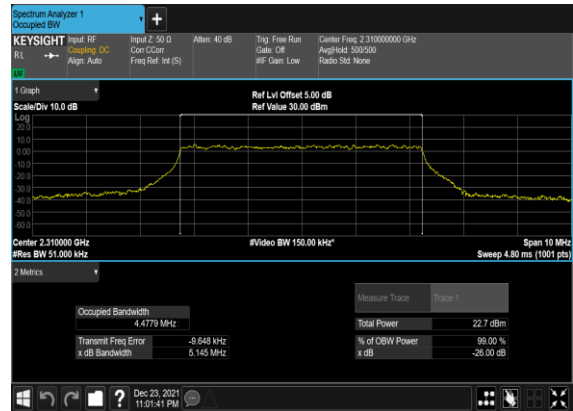 Spectrum Analyzer 1
Occupied BW
+
KEYSIGHT Input: RF Input Z: 50 Ω Atten: 40 dB Trig: Free Run Center Freq: 2.310000000 GHz
RL Coupling: DC Corr CCorr Gate: Off Avg|Hold: 500/500
Align: Auto Freq Ref: Int (S) #IF Gain: Low Radio Std: None
1 Graph
Ref Lvl Offset 5.00 dB
Scale/Div 10.0 dB Ref Value 30.00 dBm
Log
20.0
10.0
0.00
-10.0
-20.0
-30.0
-40.0
-50.0
-60.0
Center 2.310000 GHz #Video BW 150.00 kHz* Span 10 MHz
#Res BW 51.000 kHz Sweep 4.80 ms (1001 pts)
2 Metrics
Measure Trace Trace 1
Occupied Bandwidth
4.4779 MHz Total Power 22.7 dBm
Transmit Freq Error -9.648 kHz % of OBW Power 99.00 %
x dB Bandwidth 5.145 MHz x dB -26.00 dB
? Dec 23, 2021
11:01:41 PM